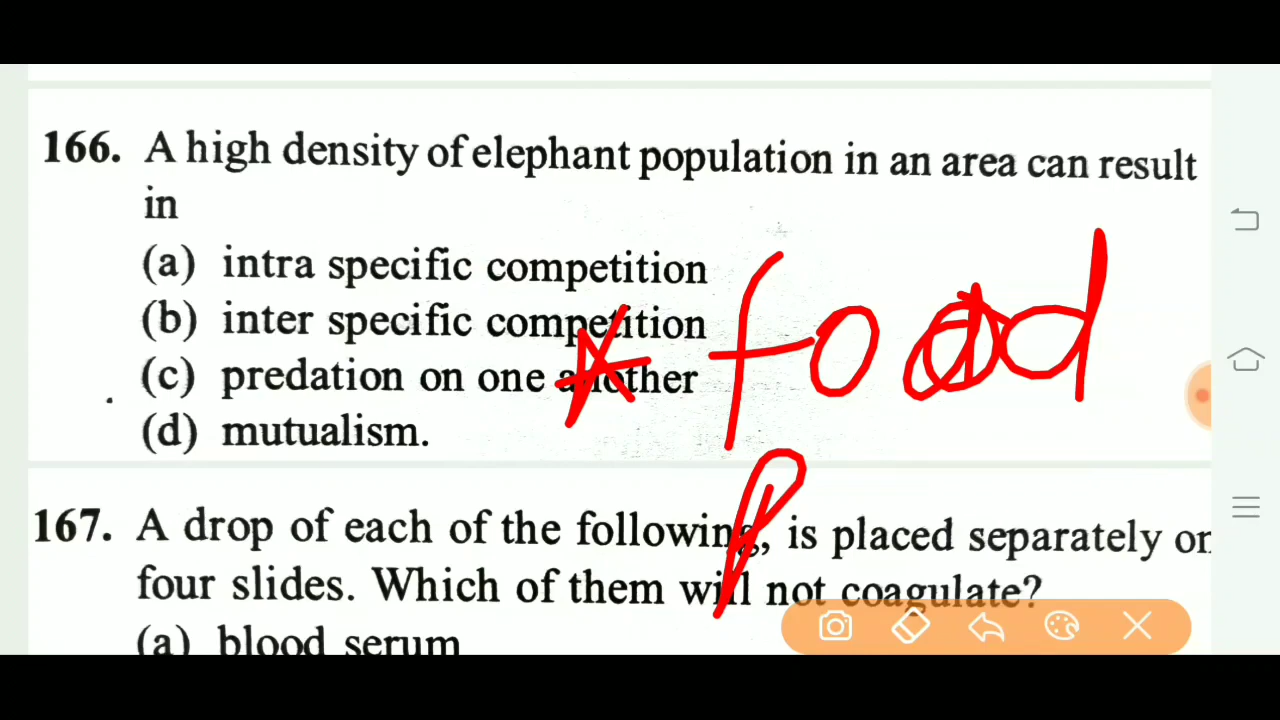 166. A high density of elephant population in an area can result
in
(a) intra specific competition
(b) inter specific competition
(c) predation on one another
(d) mutualism.
food
p
167. A drop of each of the following, is placed separately on
four slides. Which of them will not coagulate?
(a) blood serum